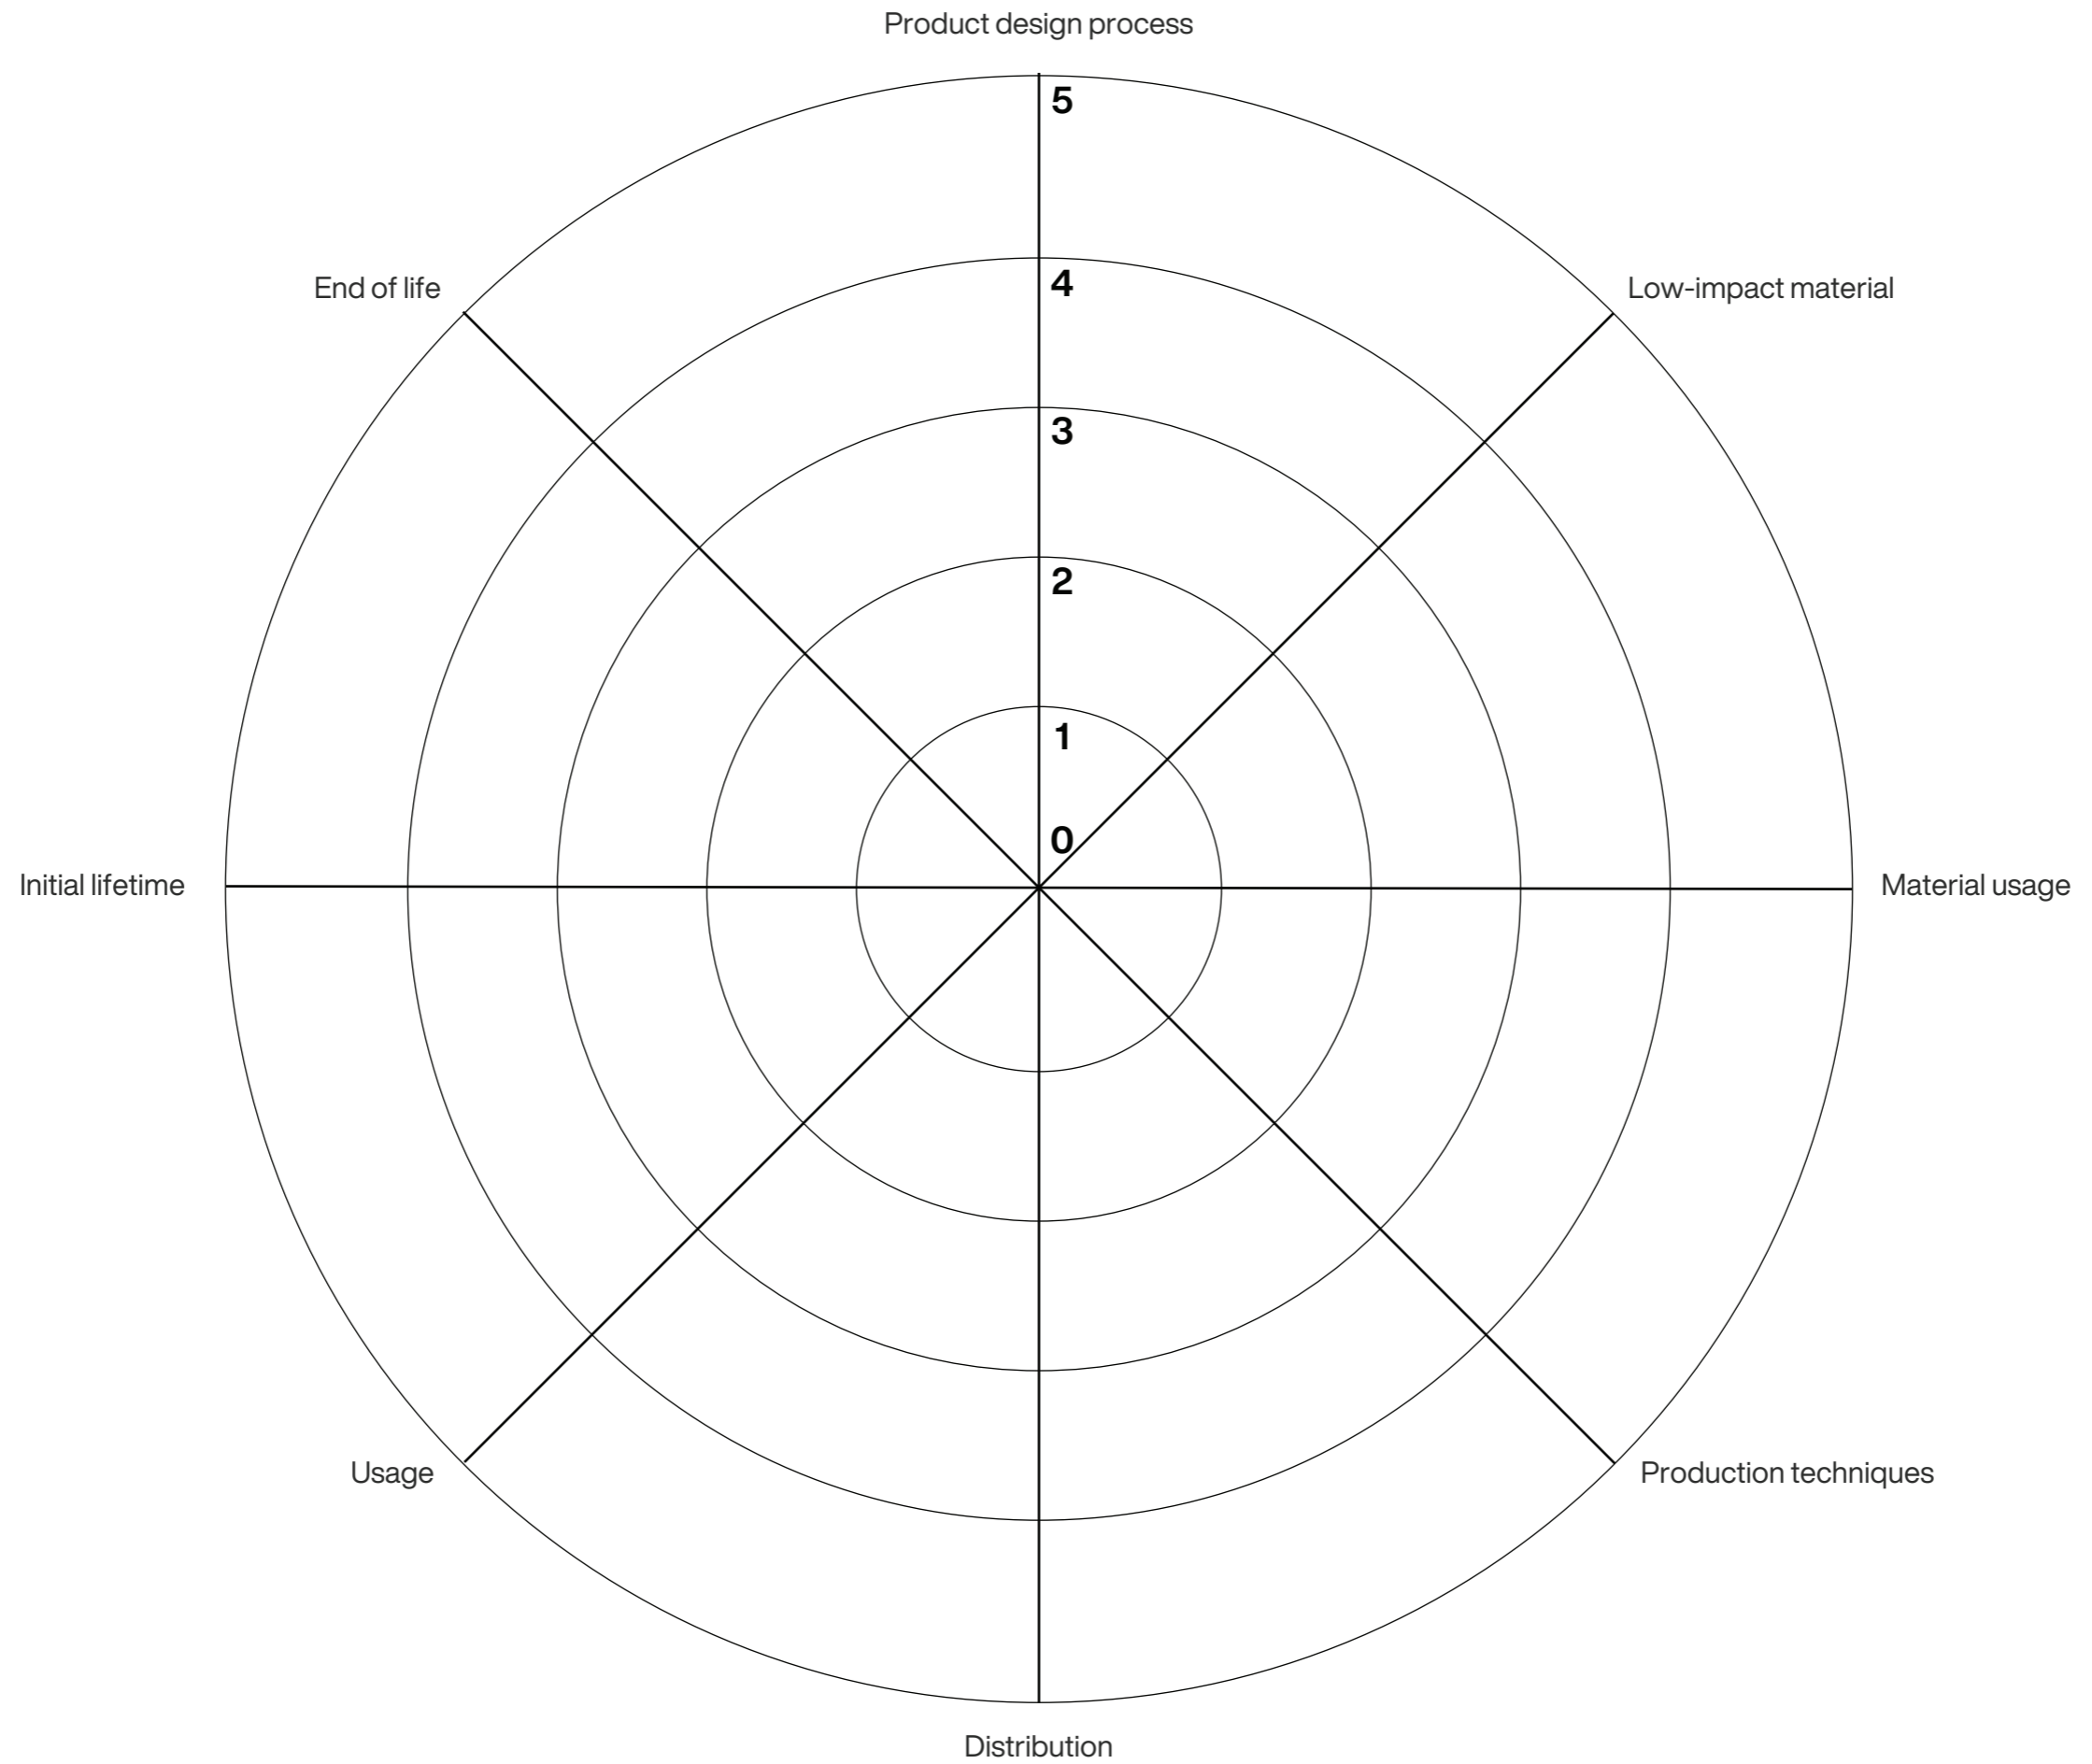 Product design process
5
End of life
Low-impact material
4
3
2
1
0
Initial lifetime
Material usage
Usage
Production techniques
Distribution